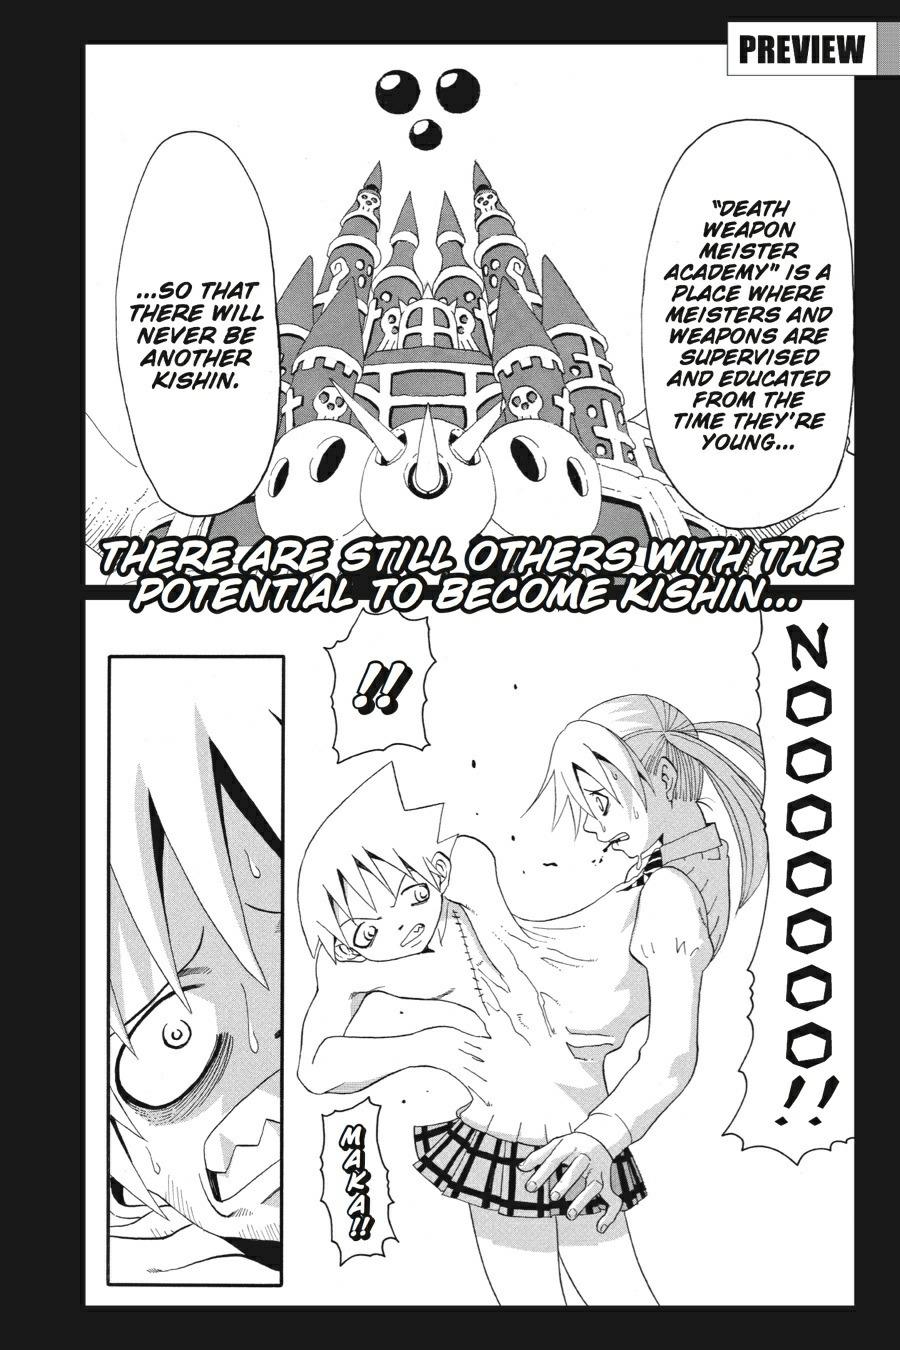 PREVIEW
"DEATH
WEAPON
MEISTER
ACADEMY" IS A
PLACE WHERE
MEISTERS AND
WEAPONS ARE
SUPERVISED
AND EDUCATED
FROM THE
TIME THEY'RE
YOUNG...
...SO THAT
THERE WILL
NEVER BE
ANOTHER
KISHIN.
THERE ARE STILL OTHERS WITH THE
POTENTIAL TO BECOME KISHIN...
NOOOOOOO!!
!!
MAKA!!